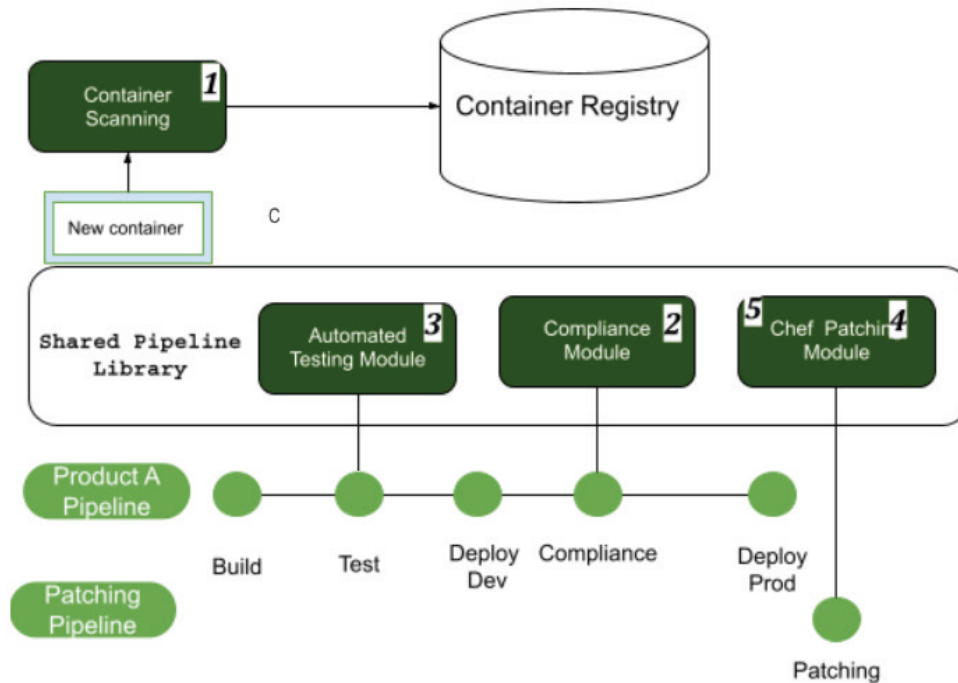 1
Container
Scanning
Container Registry
New container
C
Shared Pipeline
Library
3
Automated
Testing Module
2
Compliance
Module
5
4
Chef Patching
Module
Product A
Pipeline
Build
Test
Deploy
Dev
Compliance
Deploy
Prod
Patching
Pipeline
Patching